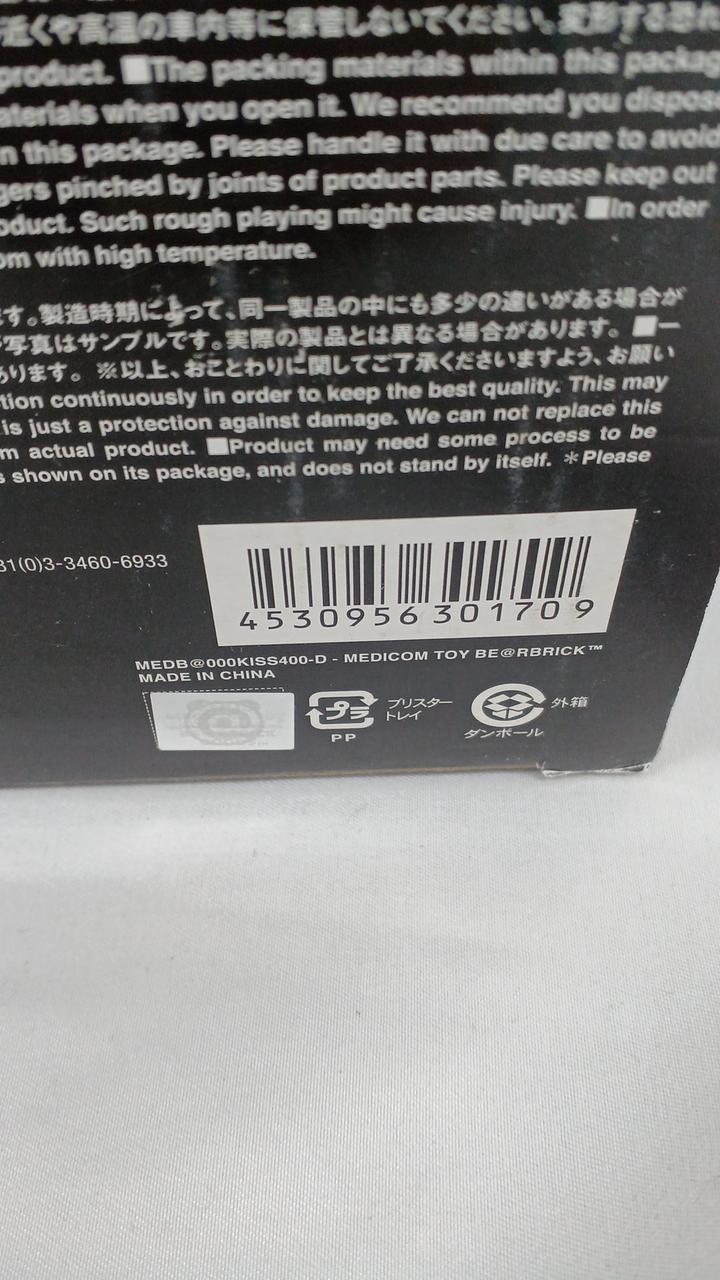 近くや高温の車内等に保管しないでください。変形する恐れ
product. ■The packing materials within this packag
aterials when you open it. We recommend you dispos
n this package. Please handle it with due care to avoid
gers pinched by joints of product parts. Please keep out
oduct. Such rough playing might cause injury. ■In order
om with high temperature.
ます。製造時期によって、同一製品の中にも多少の違いがある場合が
写真はサンプルです。実際の製品とは異なる場合があります。 ■一
あります。 ※以上、おことわりに関してご了承くださいますよう、お願い
tion continuously in order to keep the best quality. This may
is just a protection against damage. We can not replace this
m actual product. ■Product may need some process to be
s shown on its package, and does not stand by itself. ＊Please
81(0)3-3460-6933
4530956301709
MEDB@000KISS400-D - MEDICOM TOY BE@RBRICK™
MADE IN CHINA
プラ
PP
ブリスター
トレイ
ダンボール
外箱